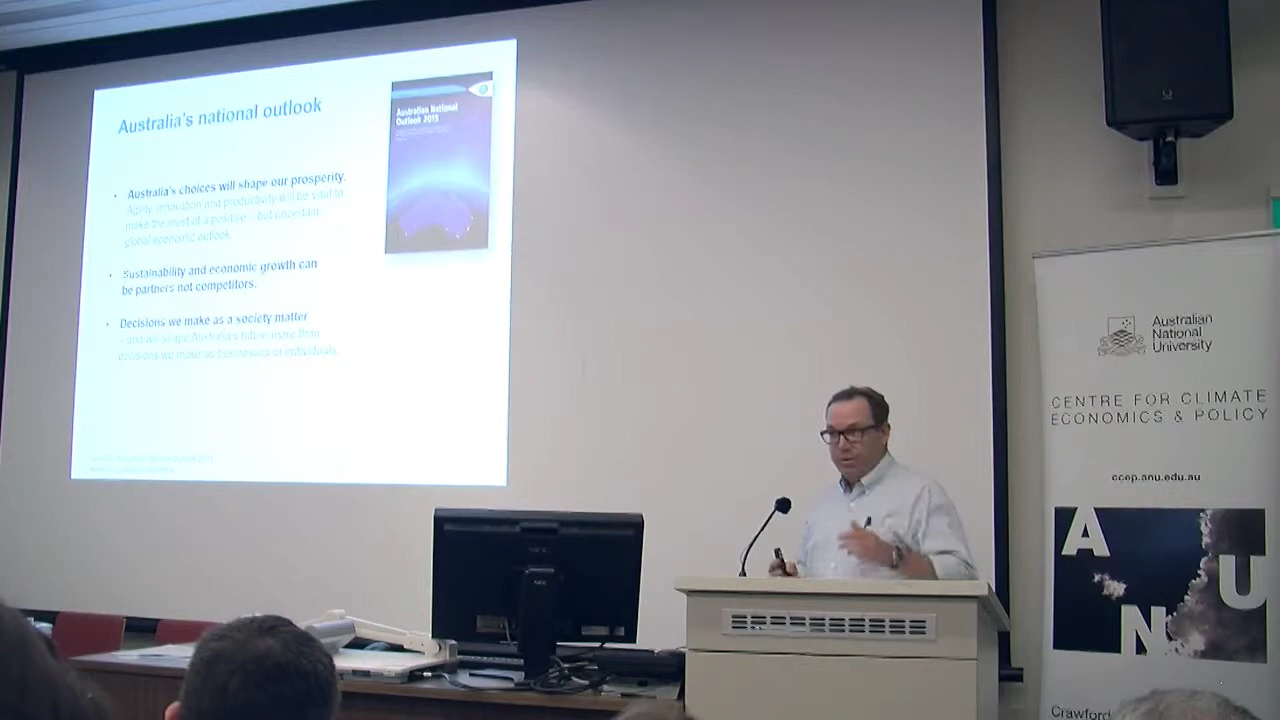 Australia's national outlook
Australian National
Outlook 2015
• Australia's choices will shape our prosperity.
Agility, innovation and productivity will be vital to
make the most of a positive – but uncertain –
global economic outlook.
• Sustainability and economic growth can
be partners not competitors.
• Decisions we make as a society matter
– and will shape Australia's future more than
decisions we make as businesses or individuals.
NEC
NEC
Australian
National
University
CENTRE FOR CLIMATE
ECONOMICS & POLICY
ccep.anu.edu.au
A
N
U
Crawford